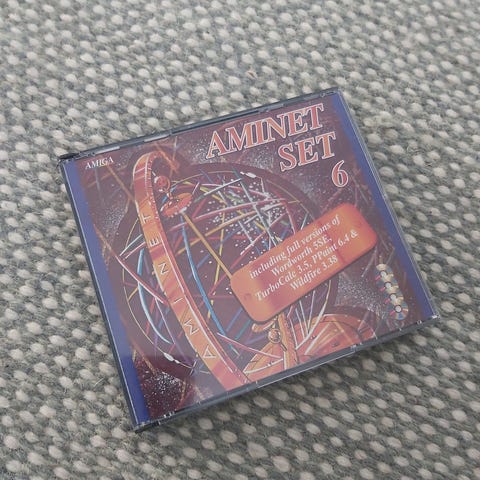 AMIGA
AMINET
SET
6
AMINET
including full versions of
Wordworth 5SE,
TurboCalc 3.5, PPaint 6.4 &
Wildfire 3.38